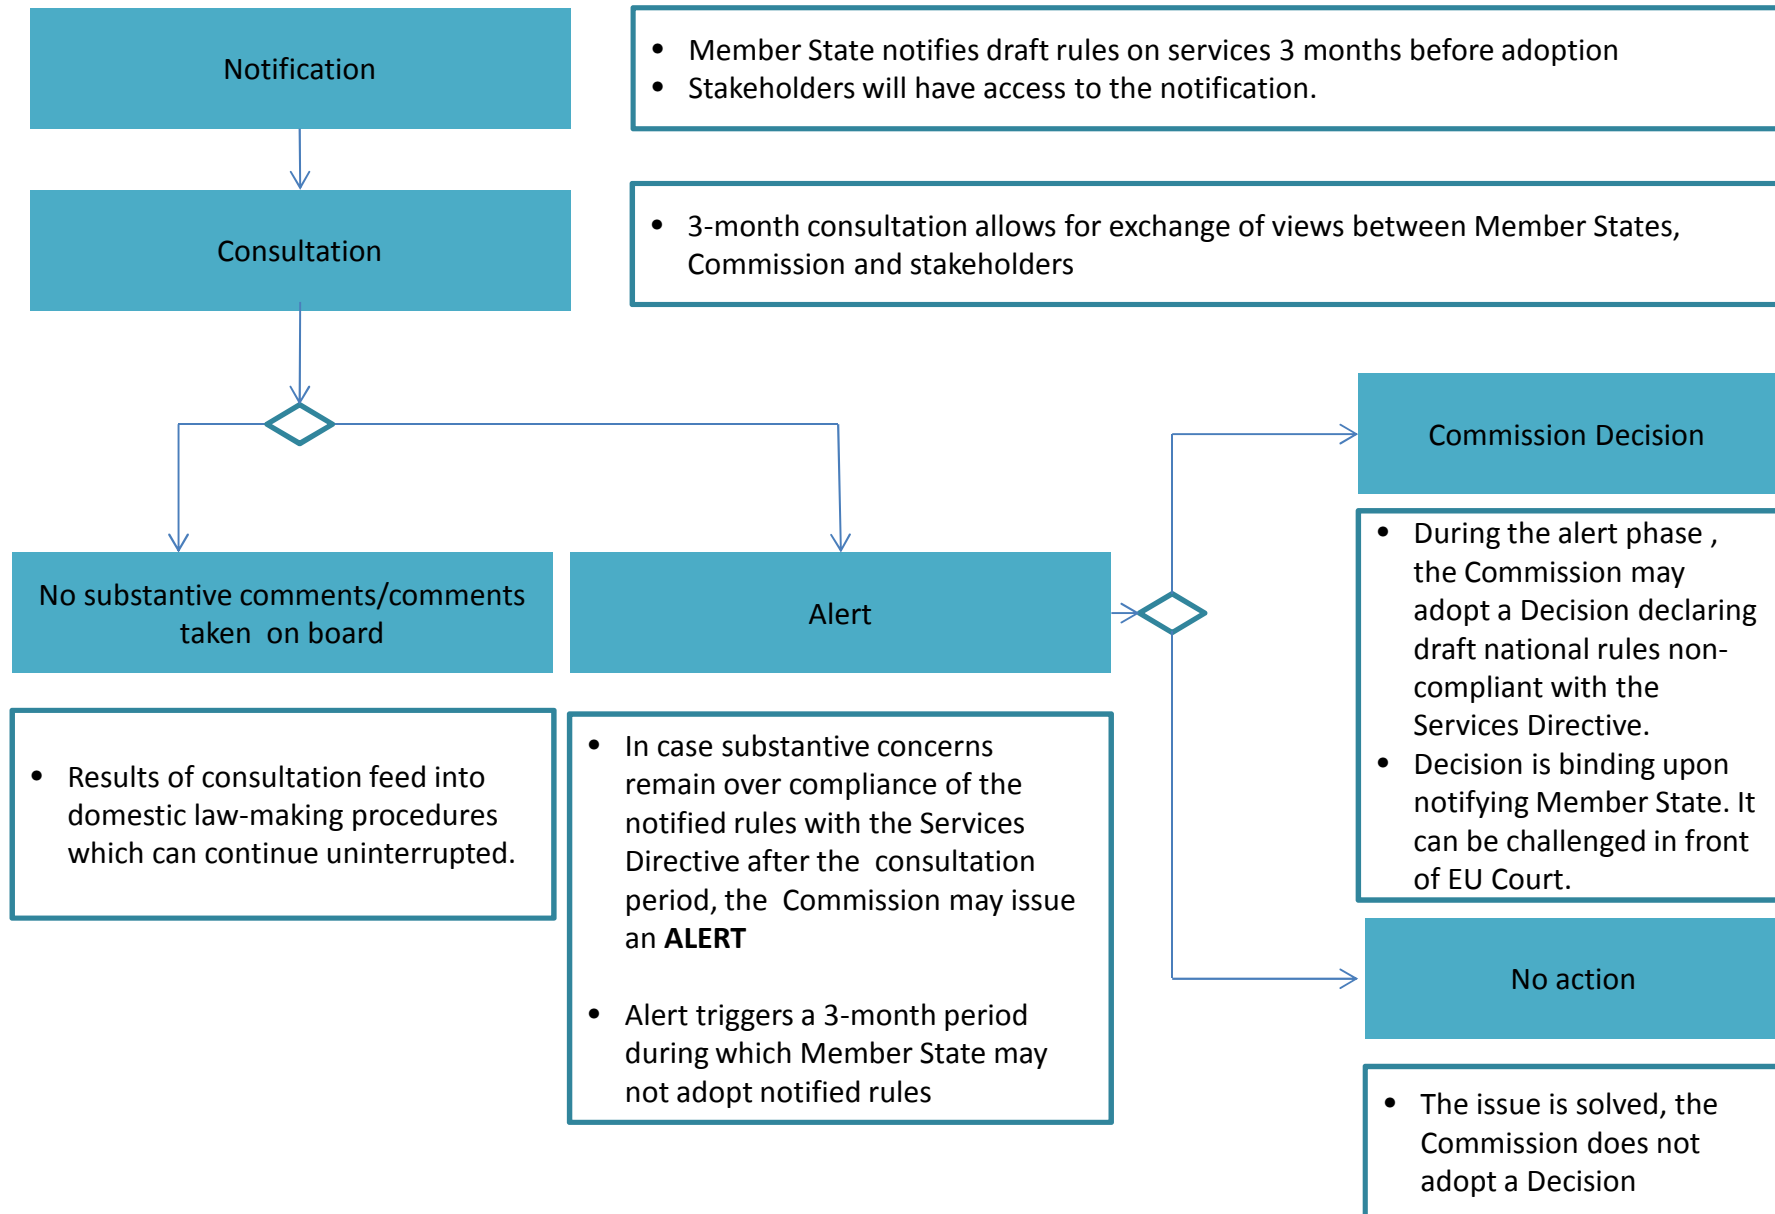 Notification
• Member State notifies draft rules on services 3 months before adoption
• Stakeholders will have access to the notification.
Consultation
• 3-month consultation allows for exchange of views between Member States,
Commission and stakeholders
No substantive comments/comments
taken on board
• Results of consultation feed into
domestic law-making procedures
which can continue uninterrupted.
Alert
• In case substantive concerns
remain over compliance of the
notified rules with the Services
Directive after the consultation
period, the Commission may issue
an ALERT
• Alert triggers a 3-month period
during which Member State may
not adopt notified rules
Commission Decision
• During the alert phase ,
the Commission may
adopt a Decision declaring
draft national rules non-
compliant with the
Services Directive.
• Decision is binding upon
notifying Member State. It
can be challenged in front
of EU Court.
No action
• The issue is solved, the
Commission does not
adopt a Decision